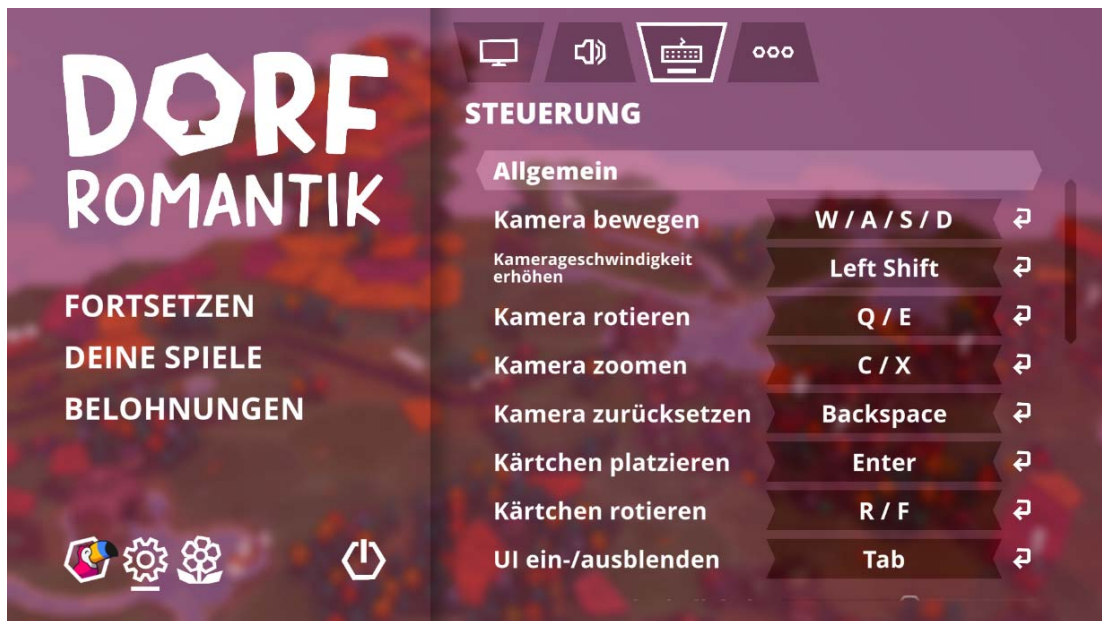 DORF
ROMANTIK
FORTSETZEN
DEINE SPIELE
BELOHNUNGEN
STEUERUNG
Allgemein
Kamera bewegen W / A / S / D
Kamerageschwindigkeit
erhöhen Left Shift
Kamera rotieren Q / E
Kamera zoomen C / X
Kamera zurücksetzen Backspace
Kärtchen platzieren Enter
Kärtchen rotieren R / F
UI ein-/ausblenden Tab